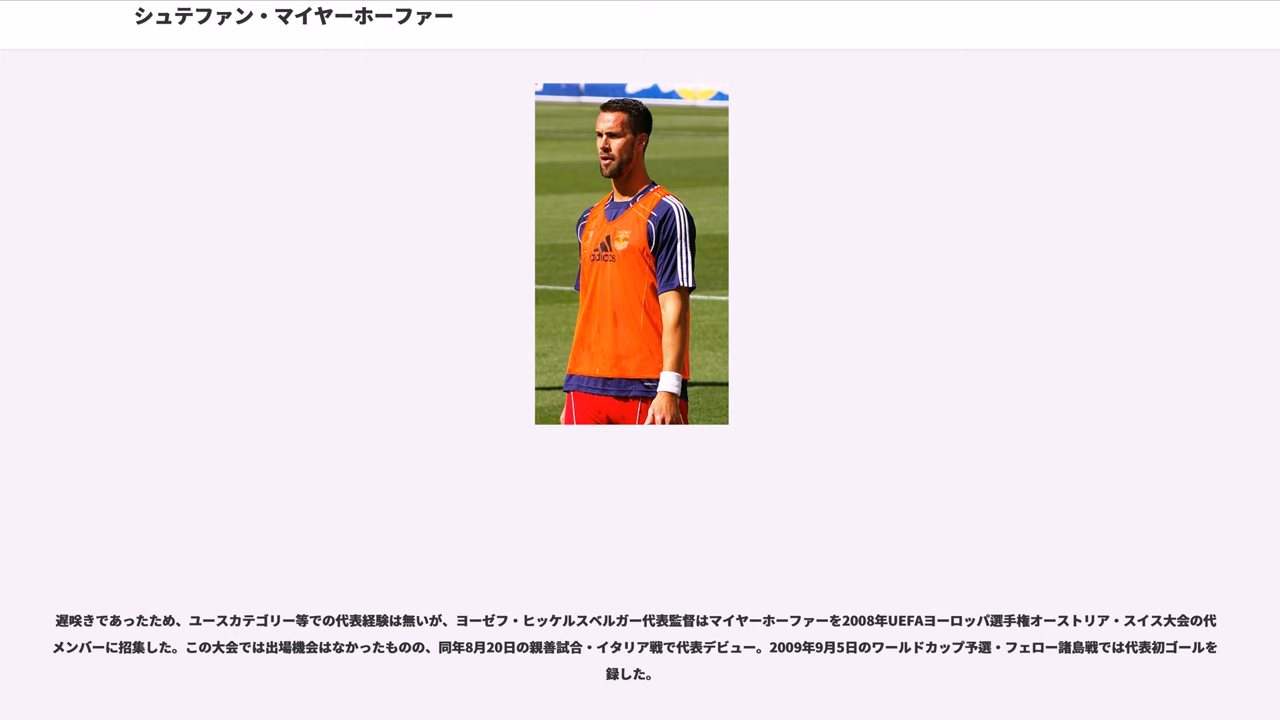 シュテファン・マイヤーホーファー
adidas
遅咲きであったため、ユースカテゴリー等での代表経験は無いが、ヨーゼフ・ヒッケルスベルガー代表監督はマイヤーホーファーを2008年UEFAヨーロッパ選手権オーストリア・スイス大会の代
メンバーに招集した。この大会では出場機会はなかったものの、同年8月20日の親善試合・イタリア戦で代表デビュー。2009年9月5日のワールドカップ予選・フェロー諸島戦では代表初ゴールを
録した。